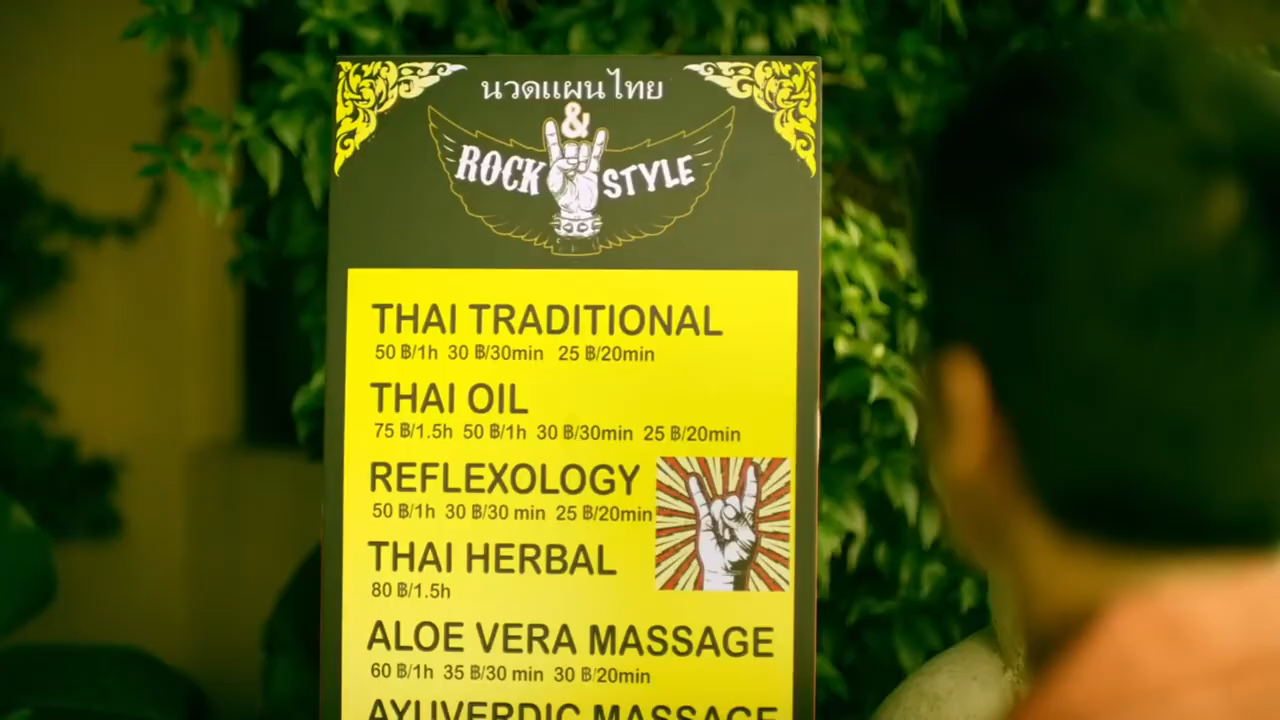 นวดแผนไทย
&
ROCK STYLE
THAI TRADITIONAL
50 ฿/1h 30 ฿/30min 25 ฿/20min
THAI OIL
75 ฿/1.5h 50 ฿/1h 30 ฿/30min 25 ฿/20min
REFLEXOLOGY
50 ฿/1h 30 ฿/30 min 25 ฿/20min
THAI HERBAL
80 ฿/1.5h
ALOE VERA MASSAGE
60 ฿/1h 35 ฿/30 min 30 ฿/20min
AYUVERDIC MASSAGE